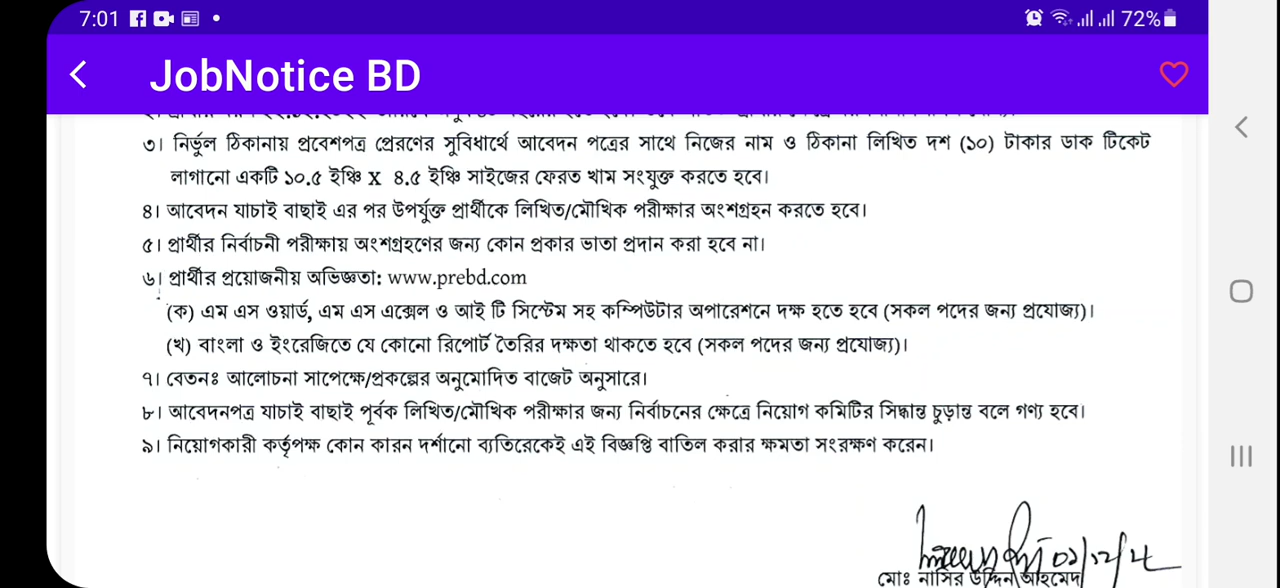 7:01
72%
JobNotice BD
৩। নির্ভুল ঠিকানায় প্রবেশপত্র প্রেরণের সুবিধার্থে আবেদন পত্রের সাথে নিজের নাম ও ঠিকানা লিখিত দশ (১০) টাকার ডাক টিকেট
লাগানো একটি ১০.৫ ইঞ্চি X ৪.৫ ইঞ্চি সাইজের ফেরত খাম সংযুক্ত করতে হবে।
৪। আবেদন যাচাই বাছাই এর পর উপর্যুক্ত প্রার্থীকে লিখিত/মৌখিক পরীক্ষার অংশগ্রহন করতে হবে।
৫। প্রার্থীর নির্বাচনী পরীক্ষায় অংশগ্রহণের জন্য কোন প্রকার ভাতা প্রদান করা হবে না।
৬। প্রার্থীর প্রয়োজনীয় অভিজ্ঞতা: www.prebd.com
(ক) এম এস ওয়ার্ড, এম এস এক্সেল ও আই টি সিস্টেম সহ কম্পিউটার অপারেশনে দক্ষ হতে হবে (সকল পদের জন্য প্রযোজ্য)।
(খ) বাংলা ও ইংরেজিতে যে কোনো রিপোর্ট তৈরির দক্ষতা থাকতে হবে (সকল পদের জন্য প্রযোজ্য)।
৭। বেতনঃ আলোচনা সাপেক্ষে/প্রকল্পের অনুমোদিত বাজেট অনুসারে।
৮। আবেদনপত্র যাচাই বাছাই পূর্বক লিখিত/মৌখিক পরীক্ষার জন্য নির্বাচনের ক্ষেত্রে নিয়োগ কমিটির সিদ্ধান্ত চুড়ান্ত বলে গণ্য হবে।
৯। নিয়োগকারী কর্তৃপক্ষ কোন কারন দর্শানো ব্যতিরেকেই এই বিজ্ঞপ্তি বাতিল করার ক্ষমতা সংরক্ষণ করেন।
মোঃ নাসির উদ্দিন আহমেদ